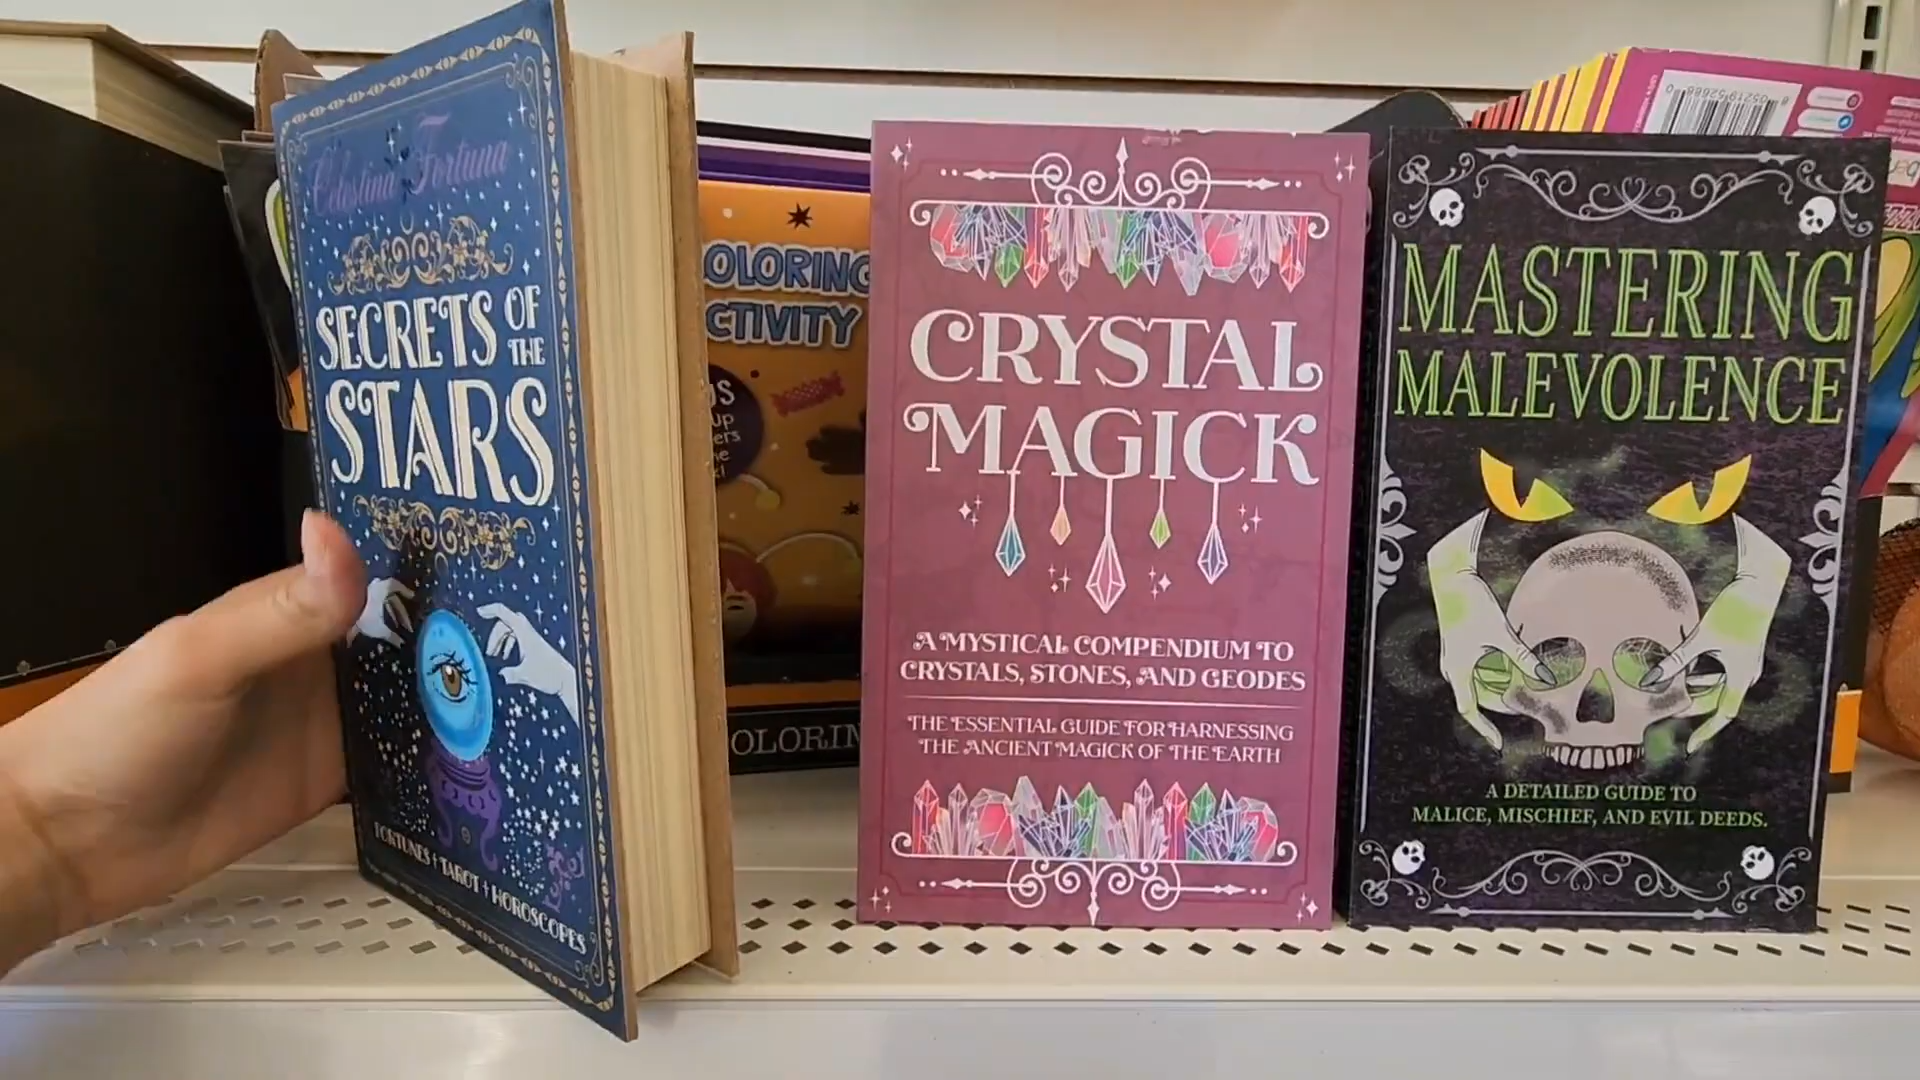 Celestina Fortuna
SECRETS OF
THE
STARS
FORTUNES + TAROT + HOROSCOPES
OLORING
CTIVITY
OLORIN
CRYSTAL
MAGICK
A MYSTICAL COMPENDIUM TO
CRYSTALS, STONES, AND GEODES
THE ESSENTIAL GUIDE FOR HARNESSING
THE ANCIENT MAGICK OF THE EARTH
MASTERING
MALEVOLENCE
A DETAILED GUIDE TO
MALICE, MISCHIEF, AND EVIL DEEDS.